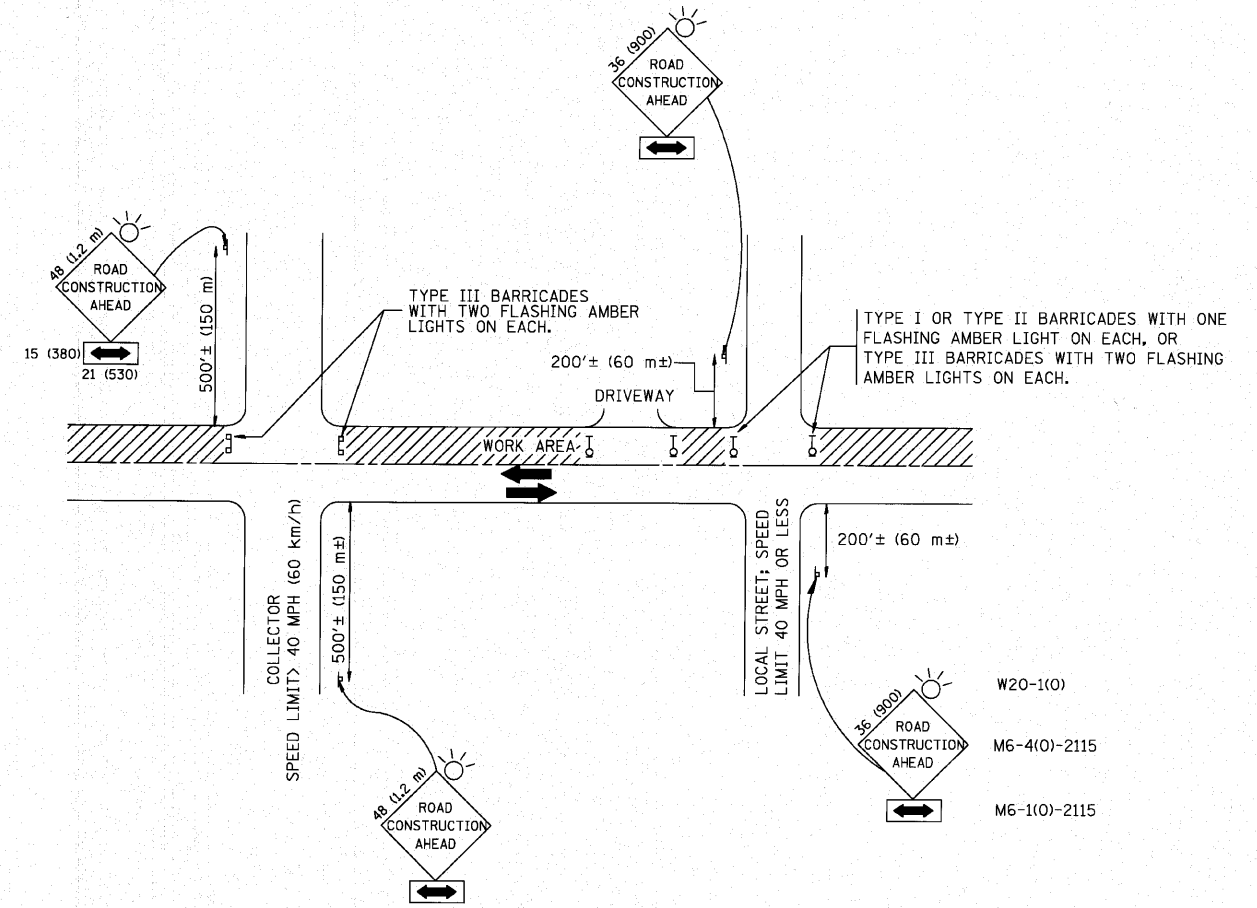 36 (900)
ROAD
CONSTRUCTION
AHEAD
48 (1.2 m)
ROAD
CONSTRUCTION
AHEAD
15 (380)
21 (530)
500'± (150 m)
TYPE III BARRICADES
WITH TWO FLASHING AMBER
LIGHTS ON EACH.
200'± (60 m±)
DRIVEWAY
TYPE I OR TYPE II BARRICADES WITH ONE
FLASHING AMBER LIGHT ON EACH, OR
TYPE III BARRICADES WITH TWO FLASHING
AMBER LIGHTS ON EACH.
WORK AREA
COLLECTOR
SPEED LIMIT> 40 MPH (60 km/h)
500'± (150 m±)
LOCAL STREET; SPEED
LIMIT 40 MPH OR LESS
200'± (60 m±)
48 (1.2 m)
ROAD
CONSTRUCTION
AHEAD
36 (900)
ROAD
CONSTRUCTION
AHEAD
W20-1(O)
M6-4(O)-2115
M6-1(O)-2115